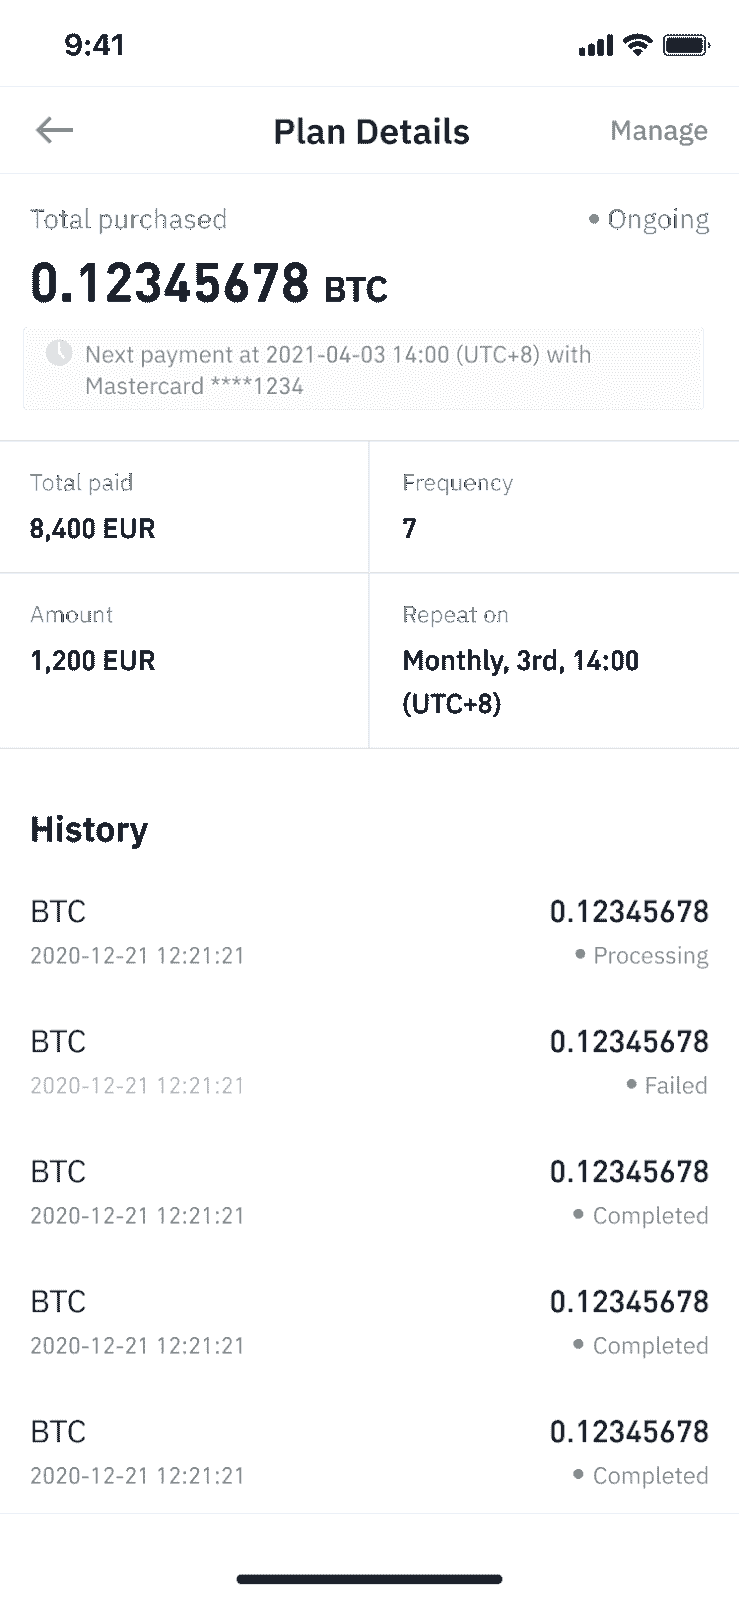 9:41
Plan Details
Manage
Total purchased
• Ongoing
0.12345678 BTC
Next payment at 2021-04-03 14:00 (UTC+8) with
Mastercard ****1234
Total paid
8,400 EUR
Frequency
7
Amount
1,200 EUR
Repeat on
Monthly, 3rd, 14:00
(UTC+8)
History
BTC
0.12345678
2020-12-21 12:21:21
• Processing
BTC
0.12345678
2020-12-21 12:21:21
• Failed
BTC
0.12345678
2020-12-21 12:21:21
• Completed
BTC
0.12345678
2020-12-21 12:21:21
• Completed
BTC
0.12345678
2020-12-21 12:21:21
• Completed